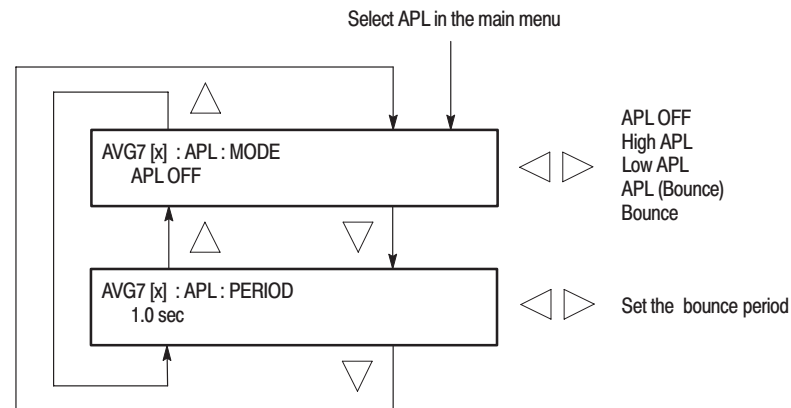 Select APL in the main menu
AVG7 [x] : APL : MODE
APL OFF
APL OFF
High APL
Low APL
APL (Bounce)
Bounce
AVG7 [x] : APL : PERIOD
1.0 sec
Set the bounce period